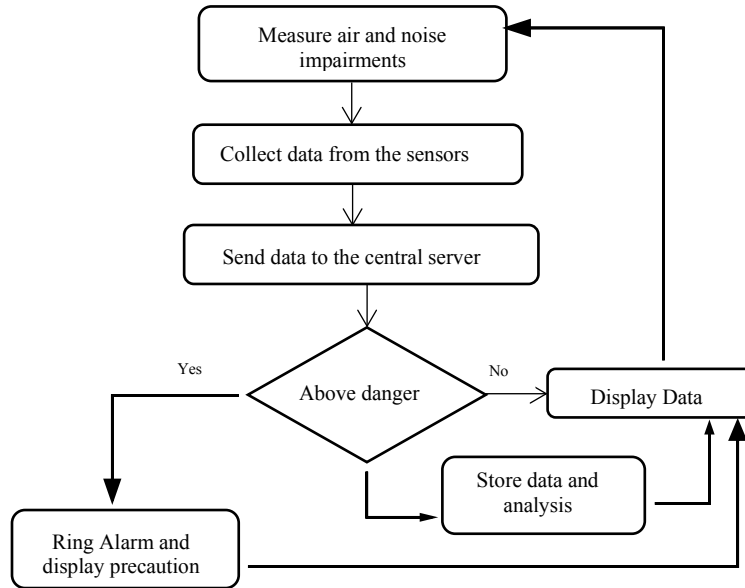 Measure air and noise
impairments
Collect data from the sensors
Send data to the central server
Yes
Above danger
No
Display Data
Store data and
analysis
Ring Alarm and
display precaution